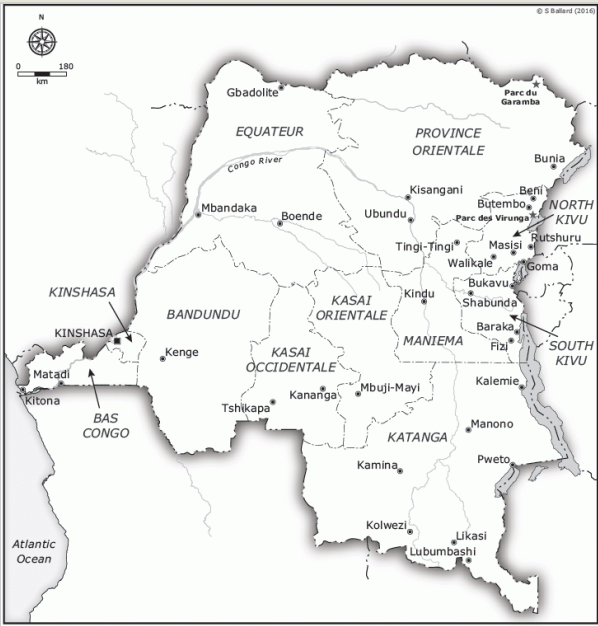 © S Ballard (2016)
N
0 180
km
Gbadolite
Parc du
Garamba
EQUATEUR
PROVINCE
ORIENTALE
Congo River
Bunia
Kisangani
Beni
Butembo
NORTH
KIVU
Mbandaka
Boende
Ubundu
Parc des Virunga
Rutshuru
Tingi-Tingi
Masisi
Walikale
Goma
KINSHASA
BANDUNDU
KASAI
ORIENTALE
Kindu
Bukavu
Shabunda
KINSHASA
MANIEMA
Baraka
Fizi
SOUTH
KIVU
Kenge
KASAI
OCCIDENTALE
Matadi
Kitona
Kananga
Mbuji-Mayi
Kalemie
Tshikapa
BAS
CONGO
KATANGA
Manono
Kamina
Pweto
Kolwezi
Likasi
Lubumbashi
Atlantic
Ocean